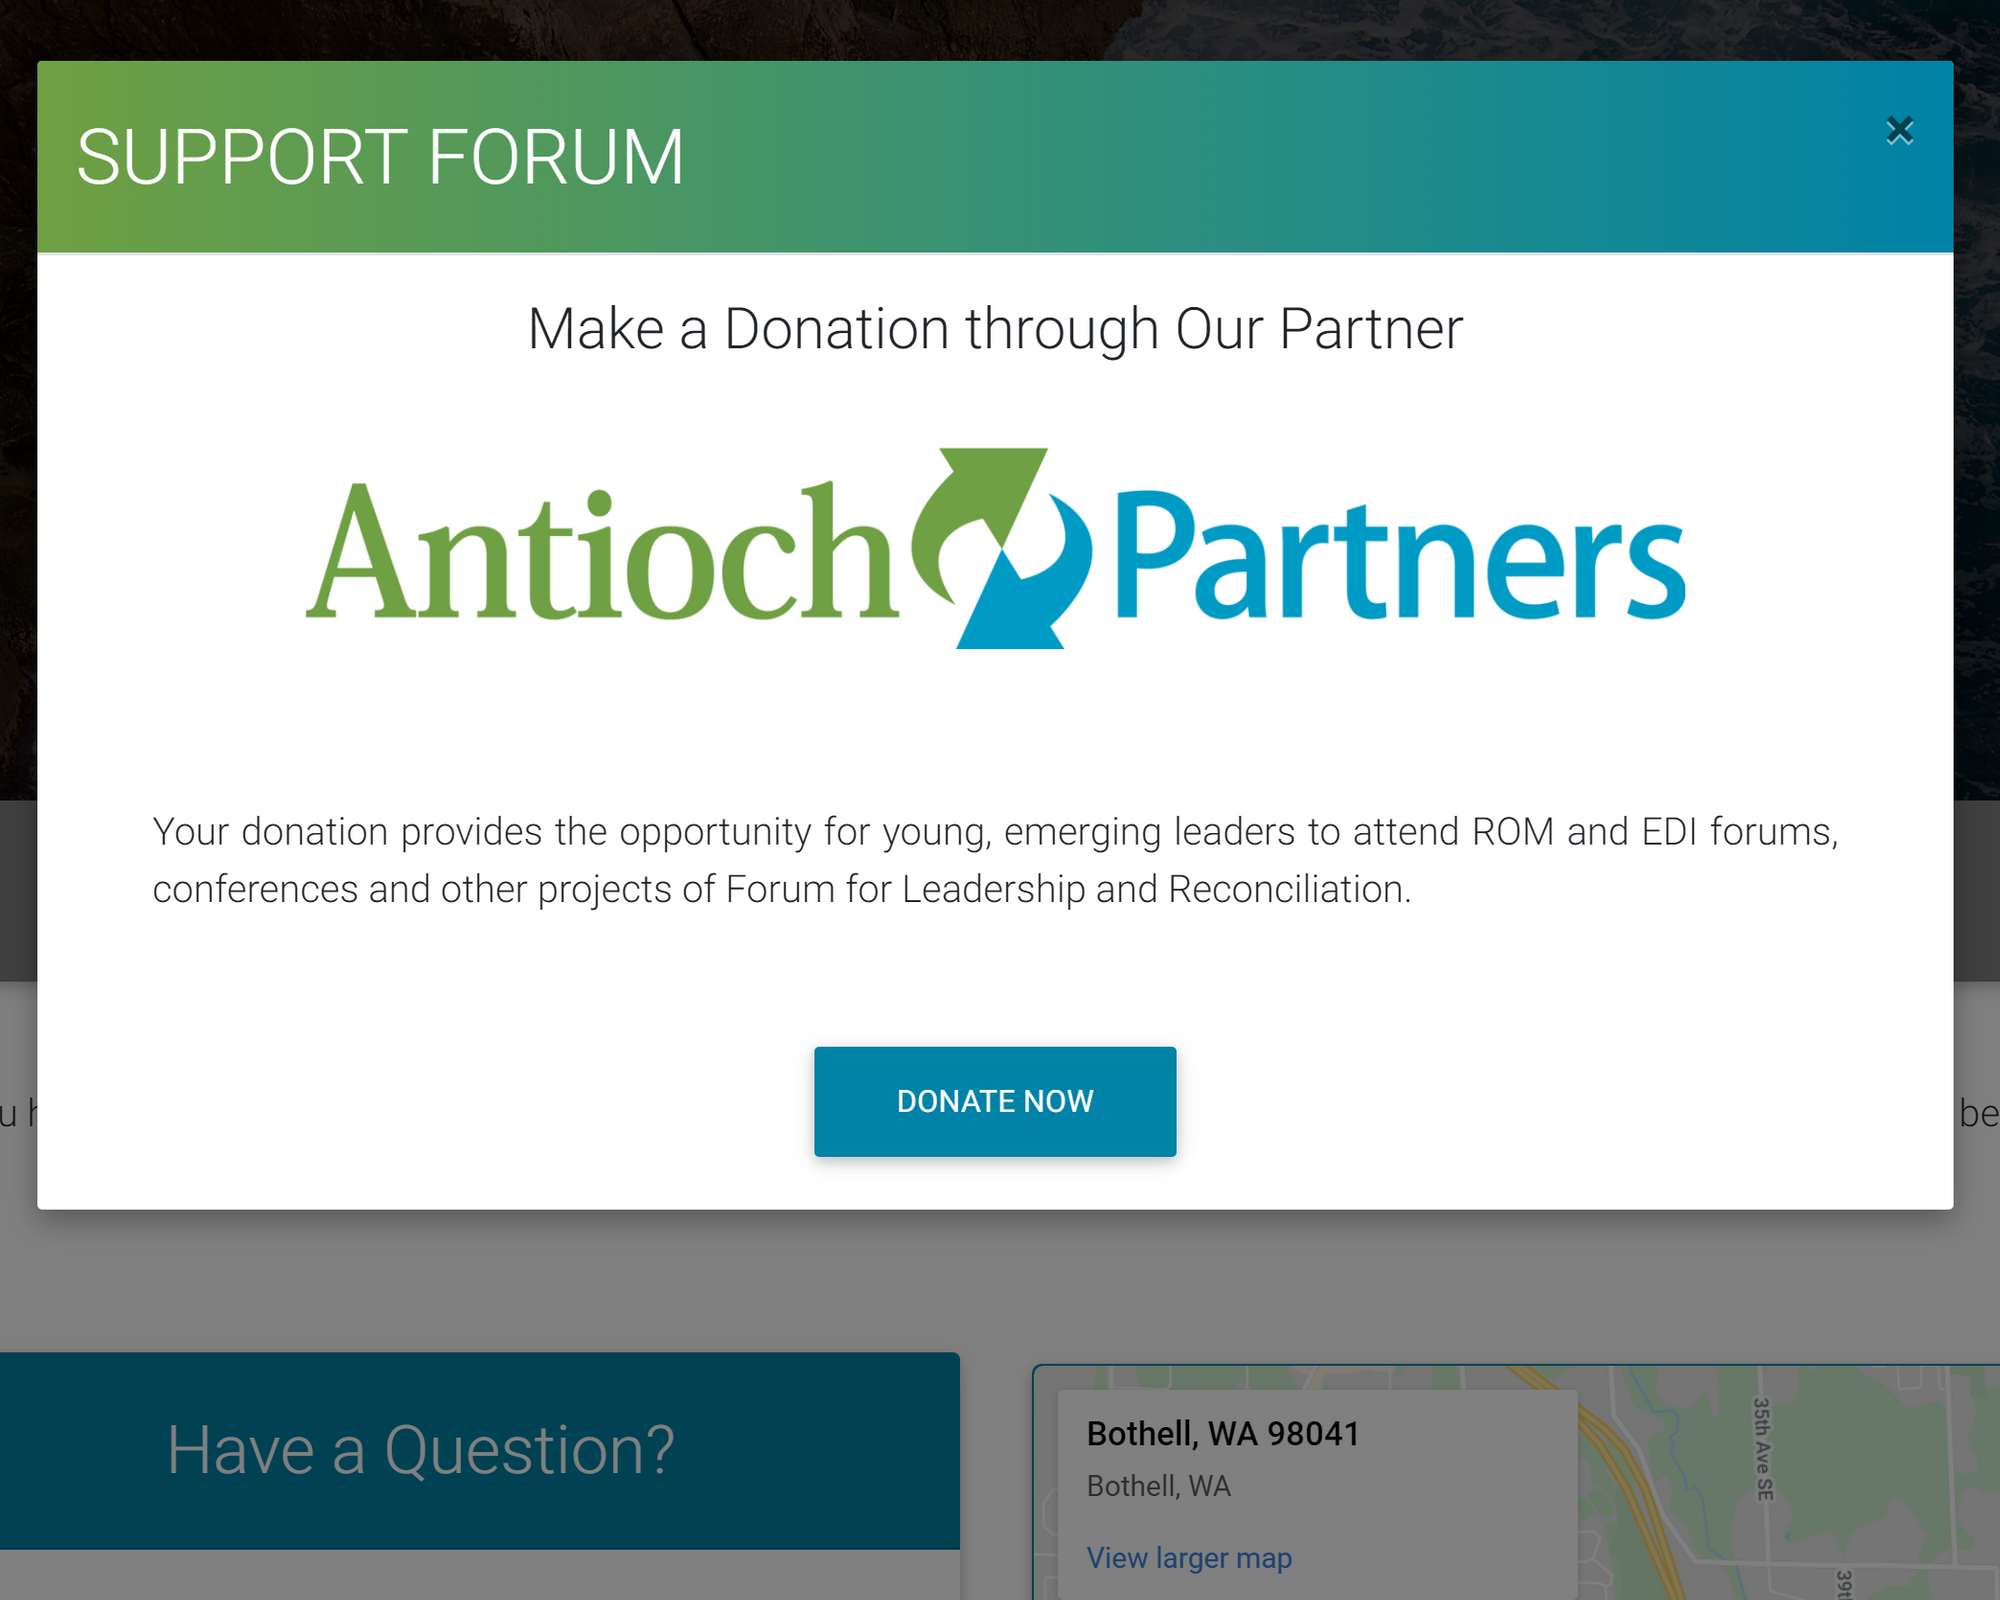 SUPPORT FORUM
×
Make a Donation through Our Partner
Antioch Partners
Your donation provides the opportunity for young, emerging leaders to attend ROM and EDI forums,
conferences and other projects of Forum for Leadership and Reconciliation.
DONATE NOW
be
Have a Question?
Bothell, WA 98041
Bothell, WA
View larger map
35th Ave SE